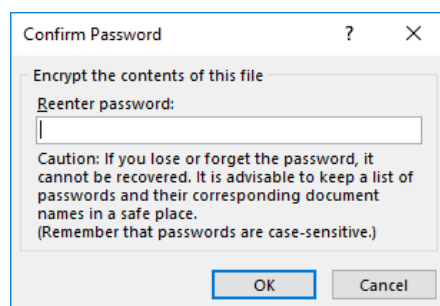 Confirm Password ?
Encrypt the contents of this file
Reenter password:
Caution: If you lose or forget the password, it
cannot be recovered. It is advisable to keep a list of
passwords and their corresponding document
names in a safe place.
(Remember that passwords are case-sensitive.)
OK Cancel